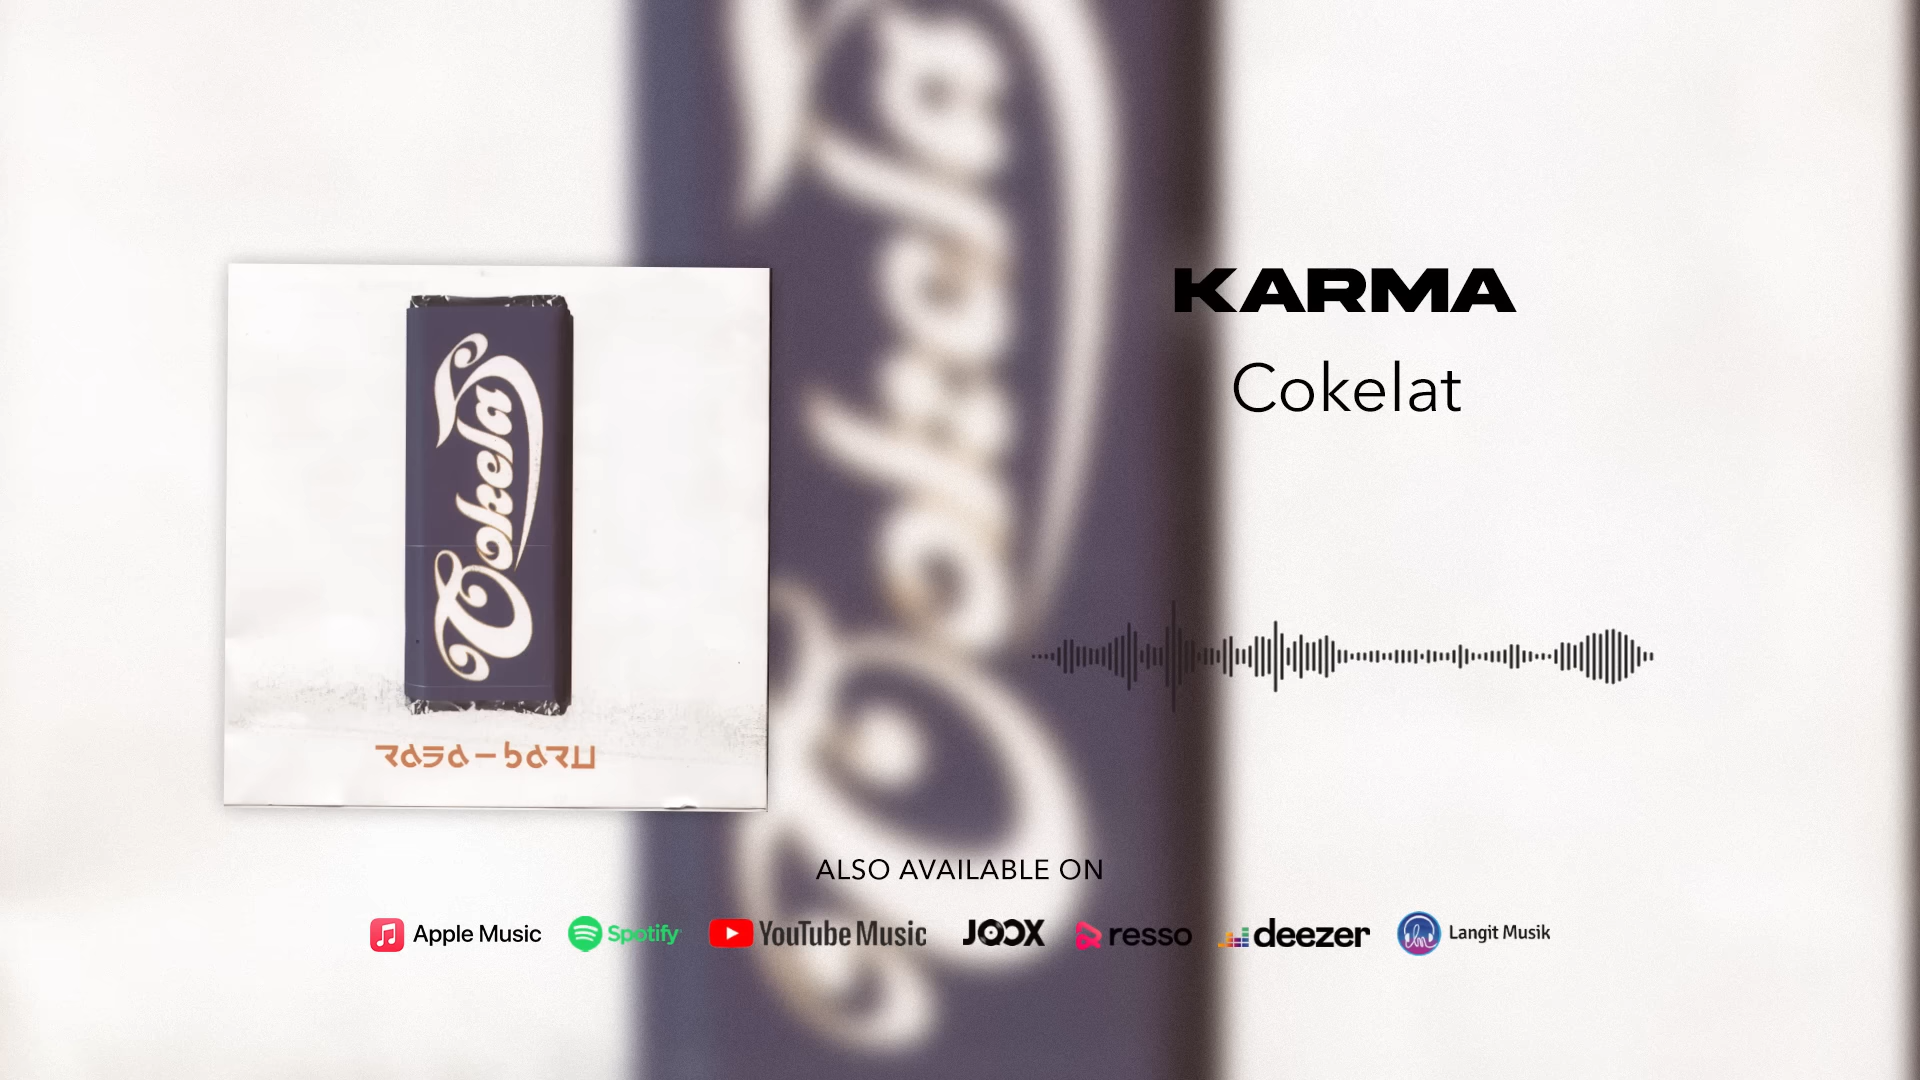 Cokelat
rasa-baru
KARMA
Cokelat
ALSO AVAILABLE ON
Apple Music
Spotify
YouTube Music
JOOX
resso
deezer
Langit Musik